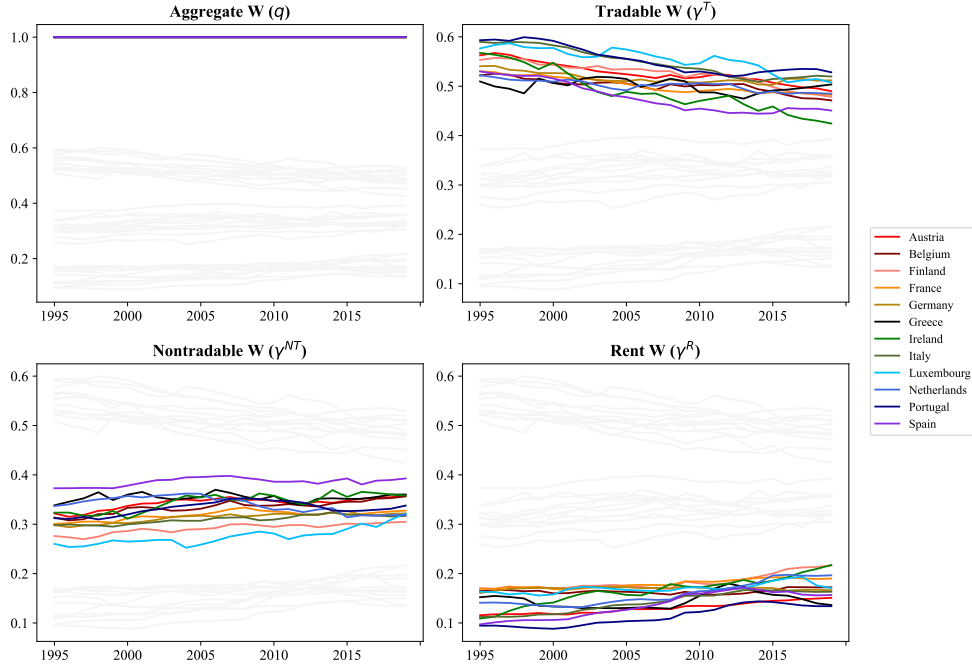 Aggregate W (q)
1.0
0.8
0.6
0.4
0.2
1995 2000 2005 2010 2015
Tradable W (γ^T)
0.6
0.5
0.4
0.3
0.2
0.1
1995 2000 2005 2010 2015
Nontradable W (γ^NT)
0.6
0.5
0.4
0.3
0.2
0.1
1995 2000 2005 2010 2015
Rent W (γ^R)
0.6
0.5
0.4
0.3
0.2
0.1
1995 2000 2005 2010 2015
Austria
Belgium
Finland
France
Germany
Greece
Ireland
Italy
Luxembourg
Netherlands
Portugal
Spain